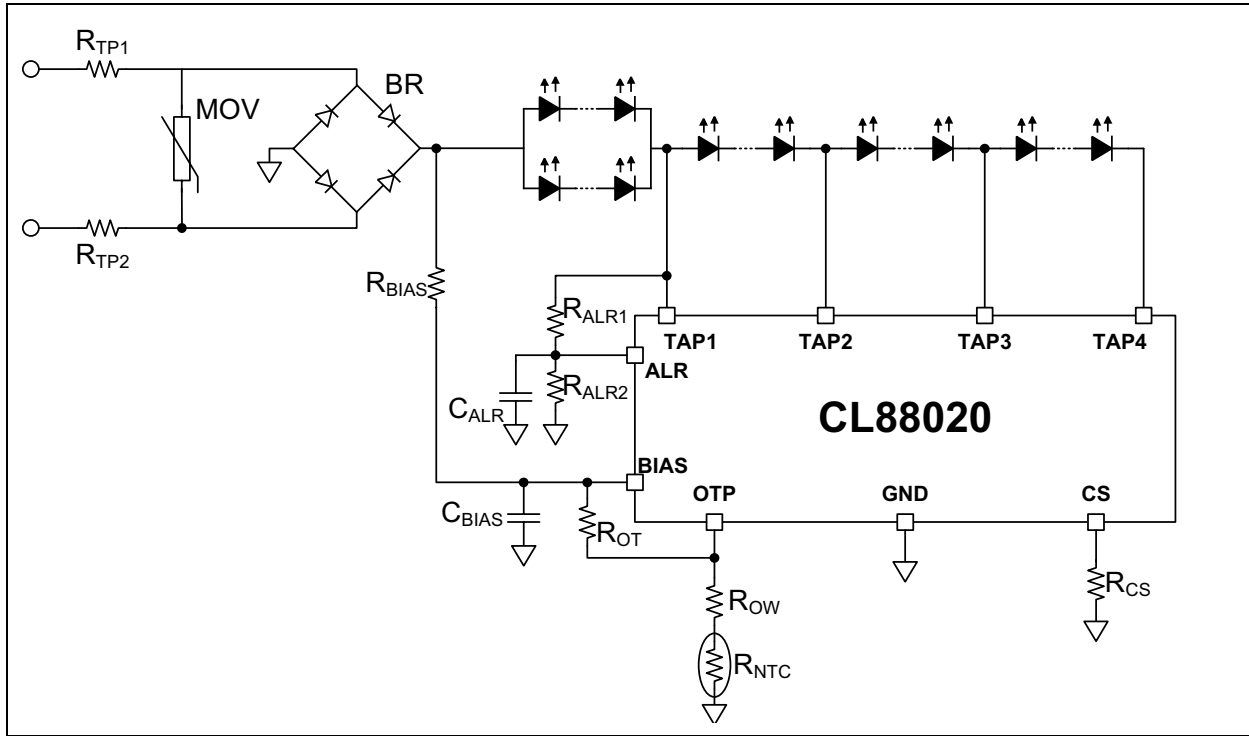 RTP1
MOV
BR
RTP2
RBIAS
RALR1
TAP1
TAP2
TAP3
TAP4
ALR
RALR2
CALR
CL88020
BIAS
OTP
GND
CS
CBIAS
ROT
ROW
RCS
RNTC